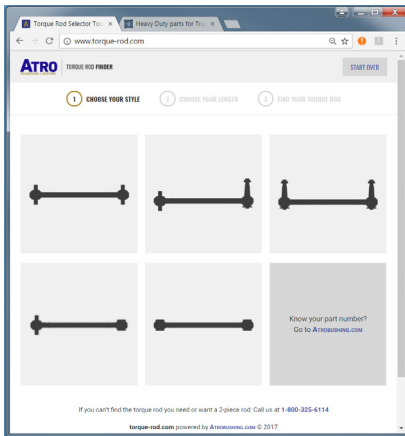 Torque Rod Selector Too
Heavy Duty parts for Tru
www.torque-rod.com
ATRO
TORQUE ROD FINDER
START OVER
1 CHOOSE YOUR STYLE
2 CHOOSE YOUR LENGTH
3 FIND YOUR TORQUE ROD
Know your part number?
Go to ATROBUSHING.COM
If you can't find the torque rod you need or want a 2-piece rod: Call us at 1-800-325-6114
torque-rod.com powered by ATROBUSHING.COM © 2017